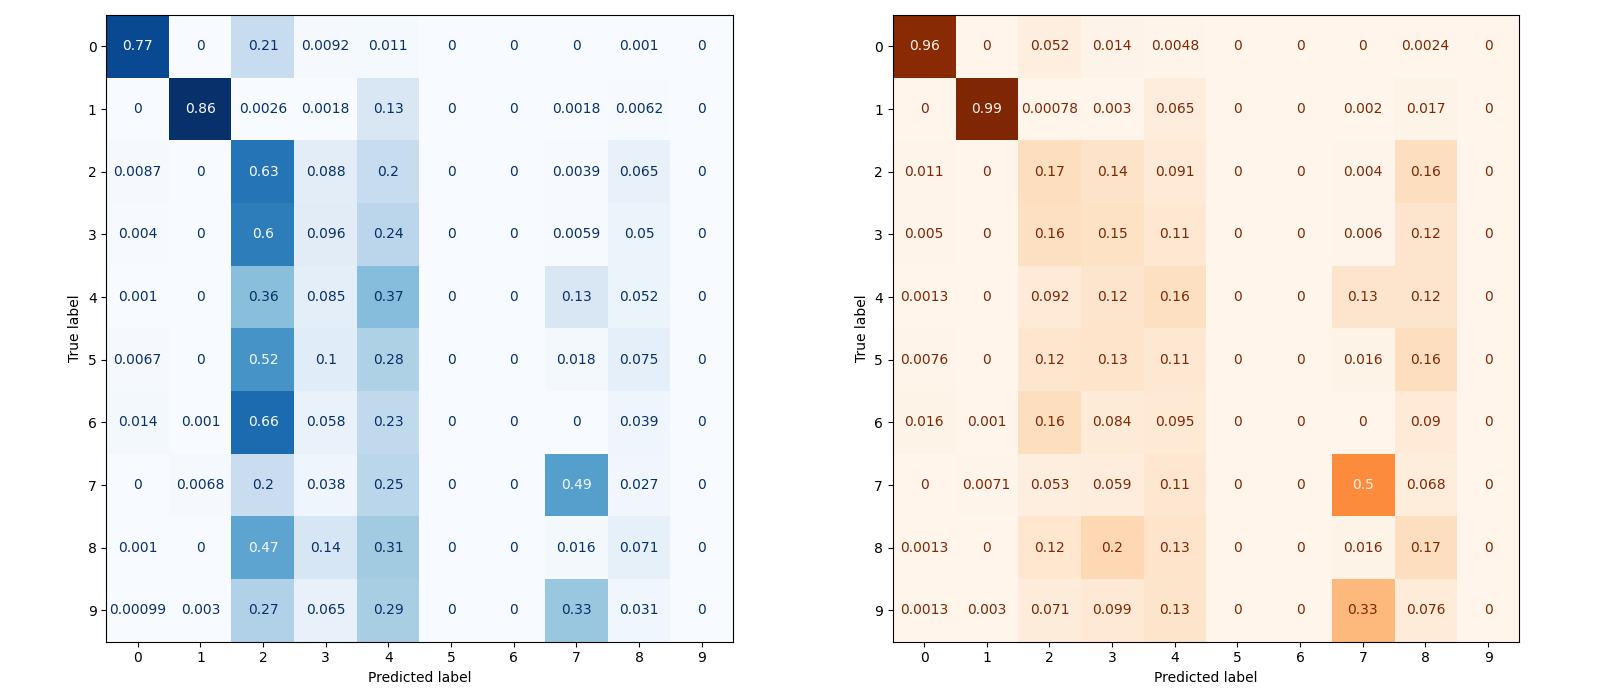 0 0.77 0 0.21 0.0092 0.011 0 0 0 0.001 0
1 0 0.86 0.0026 0.0018 0.13 0 0 0.0018 0.0062 0
2 0.0087 0 0.63 0.088 0.2 0 0 0.0039 0.065 0
3 0.004 0 0.6 0.096 0.24 0 0 0.0059 0.05 0
4 0.001 0 0.36 0.085 0.37 0 0 0.13 0.052 0
5 0.0067 0 0.52 0.1 0.28 0 0 0.018 0.075 0
6 0.014 0.001 0.66 0.058 0.23 0 0 0 0.039 0
7 0 0.0068 0.2 0.038 0.25 0 0 0.49 0.027 0
8 0.001 0 0.47 0.14 0.31 0 0 0.016 0.071 0
9 0.00099 0.003 0.27 0.065 0.29 0 0 0.33 0.031 0
0 1 2 3 4 5 6 7 8 9
Predicted label
True label
0 0.96 0 0.052 0.014 0.0048 0 0 0 0.0024 0
1 0 0.99 0.00078 0.003 0.065 0 0 0.002 0.017 0
2 0.011 0 0.17 0.14 0.091 0 0 0.004 0.16 0
3 0.005 0 0.16 0.15 0.11 0 0 0.006 0.12 0
4 0.0013 0 0.092 0.12 0.16 0 0 0.13 0.12 0
5 0.0076 0 0.12 0.13 0.11 0 0 0.016 0.16 0
6 0.016 0.001 0.16 0.084 0.095 0 0 0 0.09 0
7 0 0.0071 0.053 0.059 0.11 0 0 0.5 0.068 0
8 0.0013 0 0.12 0.2 0.13 0 0 0.016 0.17 0
9 0.0013 0.003 0.071 0.099 0.13 0 0 0.33 0.076 0
0 1 2 3 4 5 6 7 8 9
Predicted label
True label